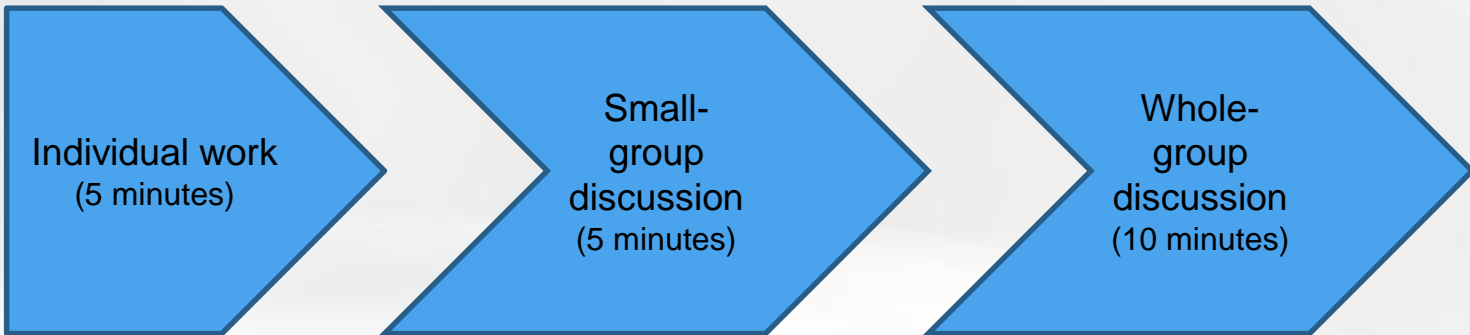 Individual work
(5 minutes)
Small-
group
discussion
(5 minutes)
Whole-
group
discussion
(10 minutes)